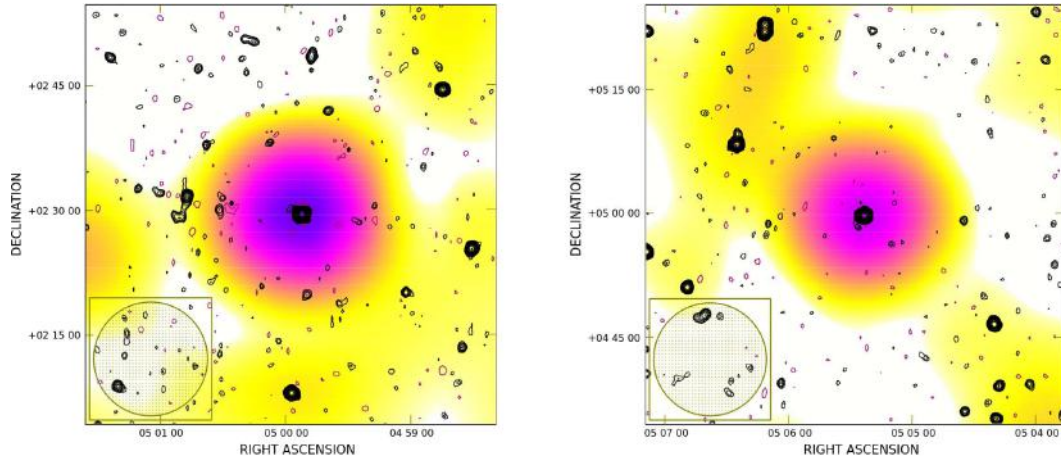 DECLINATION
+02 45 00
+02 30 00
+02 15 00
05 01 00
05 00 00
04 59 00
RIGHT ASCENSION
DECLINATION
+05 15 00
+05 00 00
+04 45 00
05 07 00
05 06 00
05 05 00
05 04 00
RIGHT ASCENSION